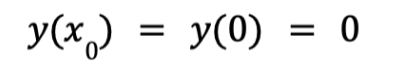 y(x₀) = y(0) = 0